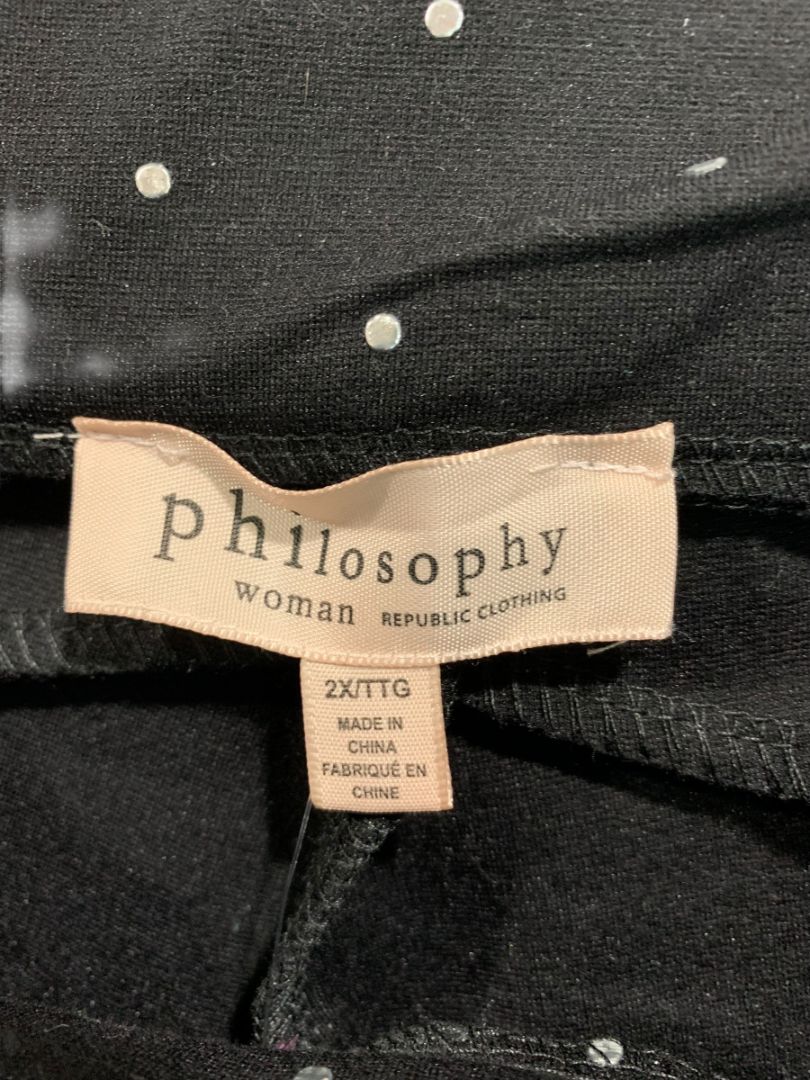 philosophy
woman REPUBLIC CLOTHING
2X/TTG
MADE IN
CHINA
FABRIQUÉ EN
CHINE